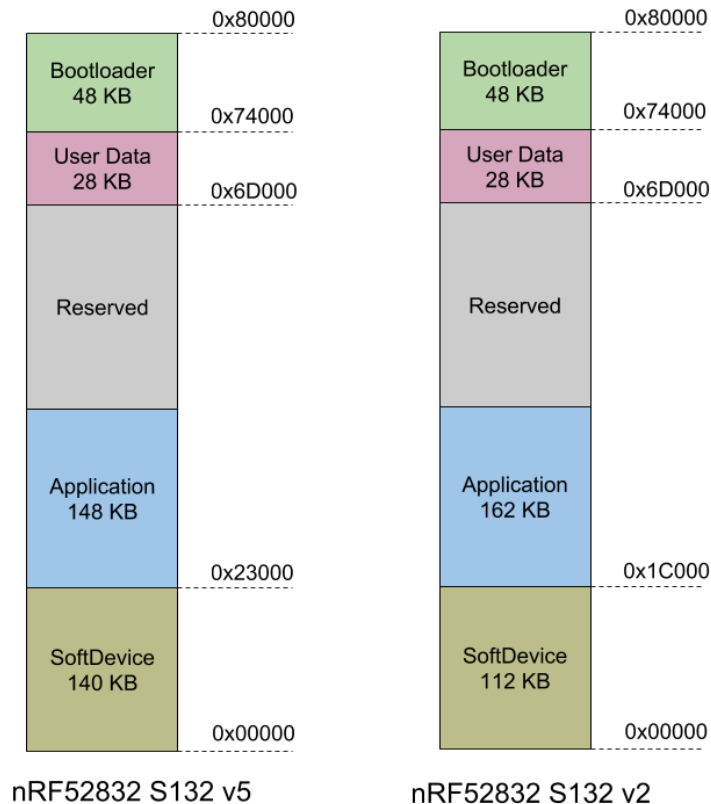 0x80000
Bootloader
48 KB
0x74000
User Data
28 KB
0x6D000
Reserved
Application
148 KB
0x23000
SoftDevice
140 KB
0x00000
nRF52832 S132 v5
0x80000
Bootloader
48 KB
0x74000
User Data
28 KB
0x6D000
Reserved
Application
162 KB
0x1C000
SoftDevice
112 KB
0x00000
nRF52832 S132 v2